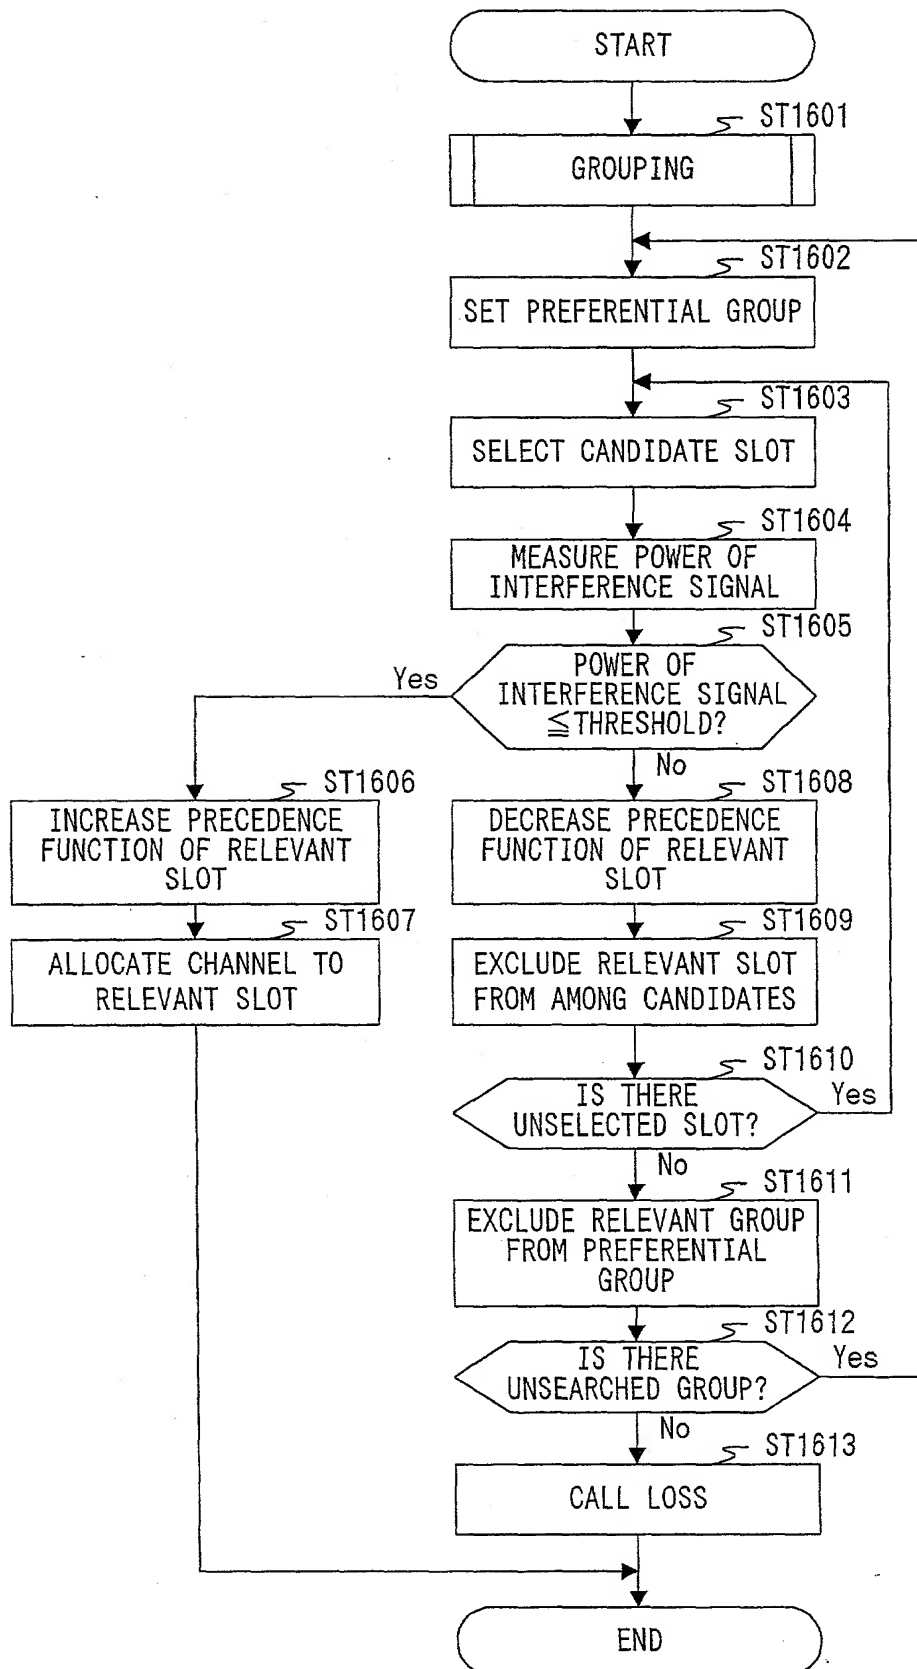 START
ST1601
GROUPING
ST1602
SET PREFERENTIAL GROUP
ST1603
SELECT CANDIDATE SLOT
ST1604
MEASURE POWER OF
INTERFERENCE SIGNAL
ST1605
POWER OF
INTERFERENCE SIGNAL
≦THRESHOLD?
Yes
No
ST1606
INCREASE PRECEDENCE
FUNCTION OF RELEVANT
SLOT
ST1607
ALLOCATE CHANNEL TO
RELEVANT SLOT
ST1608
DECREASE PRECEDENCE
FUNCTION OF RELEVANT
SLOT
ST1609
EXCLUDE RELEVANT SLOT
FROM AMONG CANDIDATES
ST1610
IS THERE
UNSELECTED SLOT?
Yes
No
ST1611
EXCLUDE RELEVANT GROUP
FROM PREFERENTIAL
GROUP
ST1612
IS THERE
UNSEARCHED GROUP?
Yes
No
ST1613
CALL LOSS
END